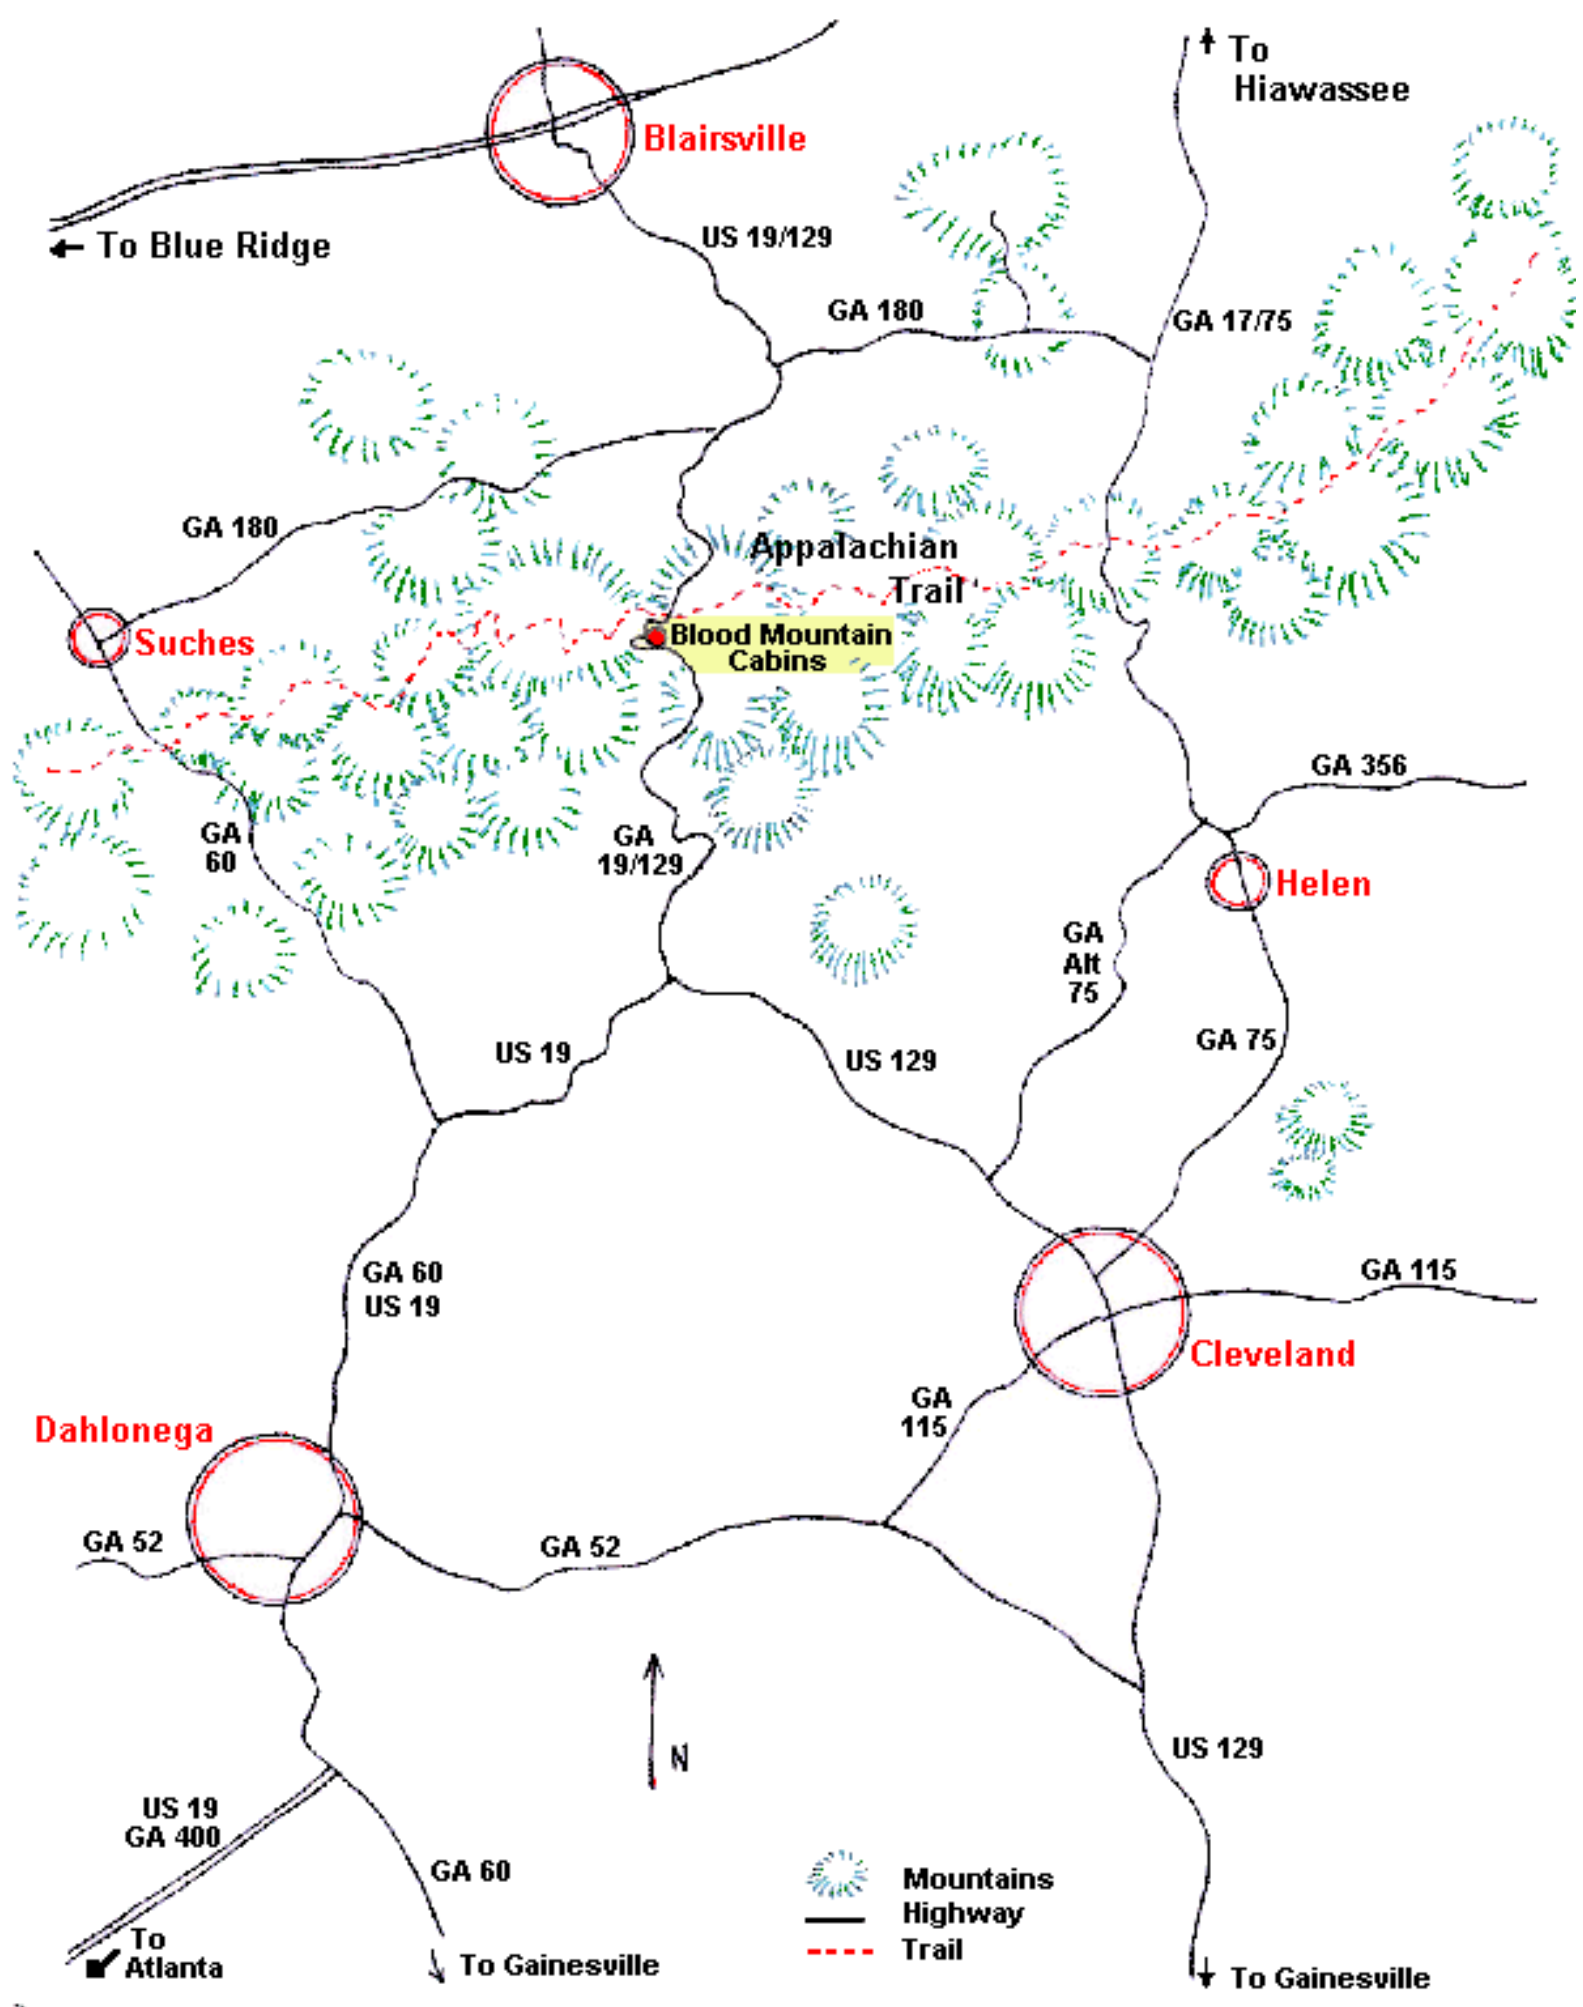 To
Hiawassee
Blairsville
To Blue Ridge
US 19/129
GA 180
GA 17/75
GA 180
Appalachian
Trail
Suches
Blood Mountain
Cabins
GA 356
GA
60
GA
19/129
Helen
GA
Alt
75
US 19
US 129
GA 75
GA 60
US 19
GA 115
Cleveland
GA
115
Dahlonega
GA 52
GA 52
N
US 129
US 19
GA 400
GA 60
Mountains
Highway
Trail
To
Atlanta
To Gainesville
To Gainesville